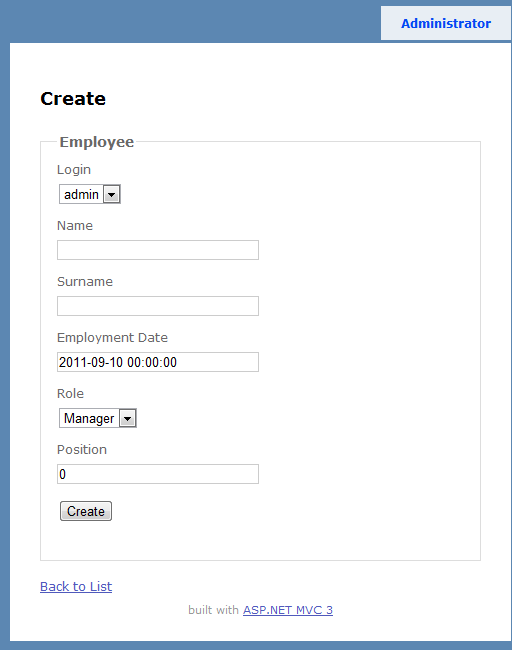 Administrator
Create
Employee
Login
admin
Name
Surname
Employment Date
2011-09-10 00:00:00
Role
Manager
Position
0
Create
Back to List
built with ASP.NET MVC 3